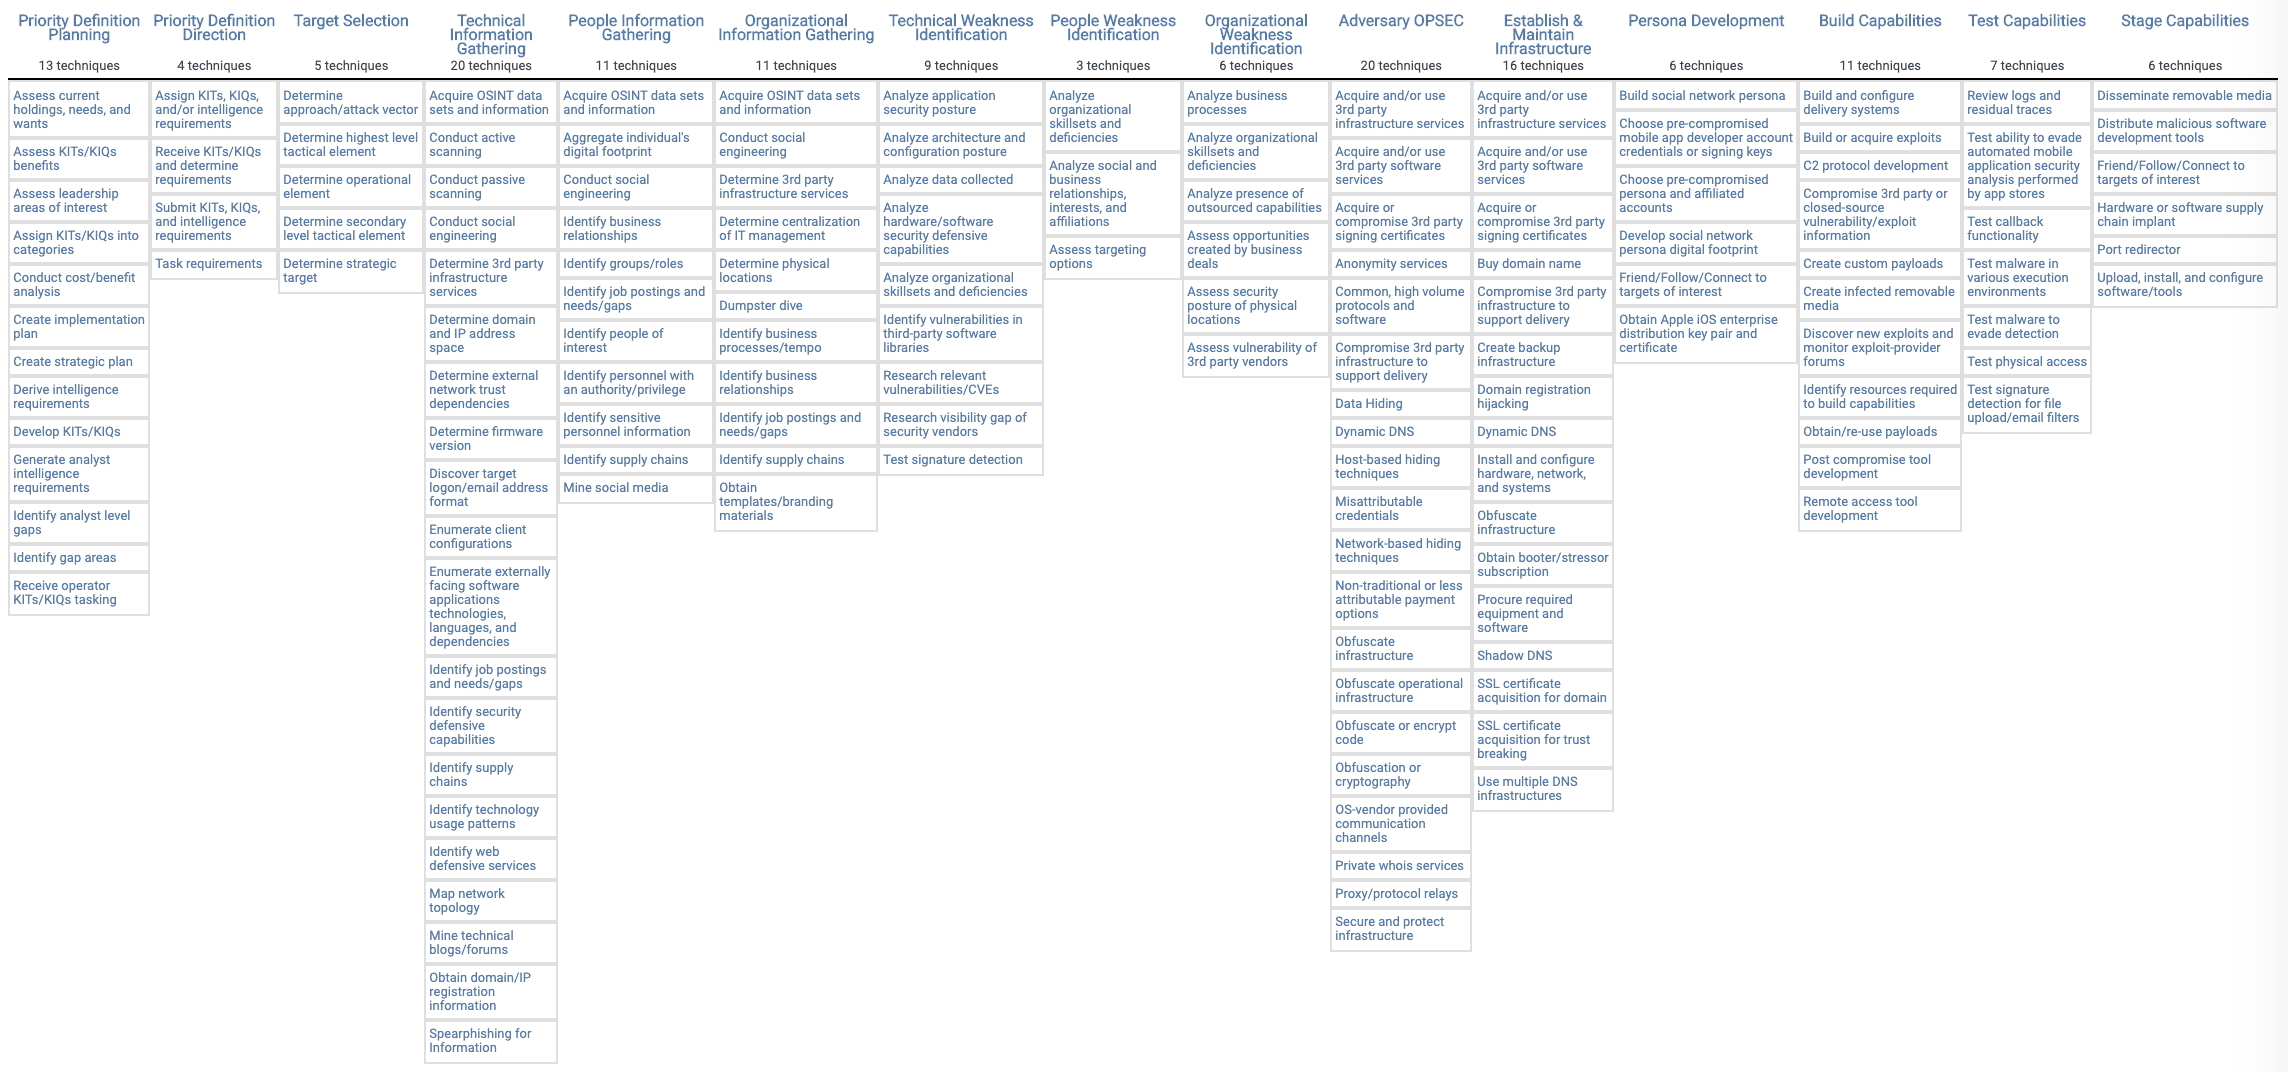 Priority Definition
Planning
13 techniques
Assess current
holdings, needs, and
wants
Assess KITs/KIQs
benefits
Assess leadership
areas of interest
Assign KITs/KIQs into
categories
Conduct cost/benefit
analysis
Create implementation
plan
Create strategic plan
Derive intelligence
requirements
Develop KITs/KIQs
Generate analyst
intelligence
requirements
Identify analyst level
gaps
Identify gap areas
Receive operator
KITs/KIQs tasking
Priority Definition
Direction
4 techniques
Assign KITs, KIQs,
and/or intelligence
requirements
Receive KITs/KIQs
and determine
requirements
Submit KITs, KIQs,
and intelligence
requirements
Task requirements
Target Selection
5 techniques
Determine
approach/attack vector
Determine highest level
tactical element
Determine operational
element
Determine secondary
level tactical element
Determine strategic
target
Technical
Information
Gathering
20 techniques
Acquire OSINT data
sets and information
Conduct active
scanning
Conduct passive
scanning
Conduct social
engineering
Determine 3rd party
infrastructure
services
Determine domain
and IP address
space
Determine external
network trust
dependencies
Determine firmware
version
Discover target
logon/email address
format
Enumerate client
configurations
Enumerate externally
facing software
applications
technologies,
languages, and
dependencies
Identify job postings
and needs/gaps
Identify security
defensive
capabilities
Identify supply
chains
Identify technology
usage patterns
Identify web
defensive services
Map network
topology
Mine technical
blogs/forums
Obtain domain/IP
registration
information
Spearphishing for
Information
People Information
Gathering
11 techniques
Acquire OSINT data sets
and information
Aggregate individual's
digital footprint
Conduct social
engineering
Identify business
relationships
Identify groups/roles
Identify job postings and
needs/gaps
Identify people of
interest
Identify personnel with
an authority/privilege
Identify sensitive
personnel information
Identify supply chains
Mine social media
Organizational
Information Gathering
11 techniques
Acquire OSINT data sets
and information
Conduct social
engineering
Determine 3rd party
infrastructure services
Determine centralization
of IT management
Determine physical
locations
Dumpster dive
Identify business
processes/tempo
Identify business
relationships
Identify job postings and
needs/gaps
Identify supply chains
Obtain
templates/branding
materials
Technical Weakness
Identification
9 techniques
Analyze application
security posture
Analyze architecture and
configuration posture
Analyze data collected
Analyze
hardware/software
security defensive
capabilities
Analyze organizational
skillsets and deficiencies
Identify vulnerabilities in
third-party software
libraries
Research relevant
vulnerabilities/CVEs
Research visibility gap of
security vendors
Test signature detection
People Weakness
Identification
3 techniques
Analyze
organizational
skillsets and
deficiencies
Analyze social and
business
relationships,
interests, and
affiliations
Assess targeting
options
Organizational
Weakness
Identification
6 techniques
Analyze business
processes
Analyze organizational
skillsets and
deficiencies
Analyze presence of
outsourced capabilities
Assess opportunities
created by business
deals
Assess security
posture of physical
locations
Assess vulnerability of
3rd party vendors
Adversary OPSEC
20 techniques
Acquire and/or use
3rd party
infrastructure services
Acquire and/or use
3rd party software
services
Acquire or
compromise 3rd party
signing certificates
Anonymity services
Common, high volume
protocols and
software
Compromise 3rd party
infrastructure to
support delivery
Data Hiding
Dynamic DNS
Host-based hiding
techniques
Misattributable
credentials
Network-based hiding
techniques
Non-traditional or less
attributable payment
options
Obfuscate
infrastructure
Obfuscate operational
infrastructure
Obfuscate or encrypt
code
Obfuscation or
cryptography
OS-vendor provided
communication
channels
Private whois services
Proxy/protocol relays
Secure and protect
infrastructure
Establish &
Maintain
Infrastructure
16 techniques
Acquire and/or use
3rd party
infrastructure services
Acquire and/or use
3rd party software
services
Acquire or
compromise 3rd party
signing certificates
Buy domain name
Compromise 3rd party
infrastructure to
support delivery
Create backup
infrastructure
Domain registration
hijacking
Dynamic DNS
Install and configure
hardware, network,
and systems
Obfuscate
infrastructure
Obtain booter/stressor
subscription
Procure required
equipment and
software
Shadow DNS
SSL certificate
acquisition for domain
SSL certificate
acquisition for trust
breaking
Use multiple DNS
infrastructures
Persona Development
6 techniques
Build social network persona
Choose pre-compromised
mobile app developer account
credentials or signing keys
Choose pre-compromised
persona and affiliated
accounts
Develop social network
persona digital footprint
Friend/Follow/Connect to
targets of interest
Obtain Apple iOS enterprise
distribution key pair and
certificate
Build Capabilities
11 techniques
Build and configure
delivery systems
Build or acquire exploits
C2 protocol development
Compromise 3rd party or
closed-source
vulnerability/exploit
information
Create custom payloads
Create infected removable
media
Discover new exploits and
monitor exploit-provider
forums
Identify resources required
to build capabilities
Obtain/re-use payloads
Post compromise tool
development
Remote access tool
development
Test Capabilities
7 techniques
Review logs and
residual traces
Test ability to evade
automated mobile
application security
analysis performed
by app stores
Test callback
functionality
Test malware in
various execution
environments
Test malware to
evade detection
Test physical access
Test signature
detection for file
upload/email filters
Stage Capabilities
6 techniques
Disseminate removable media
Distribute malicious software
development tools
Friend/Follow/Connect to
targets of interest
Hardware or software supply
chain implant
Port redirector
Upload, install, and configure
software/tools